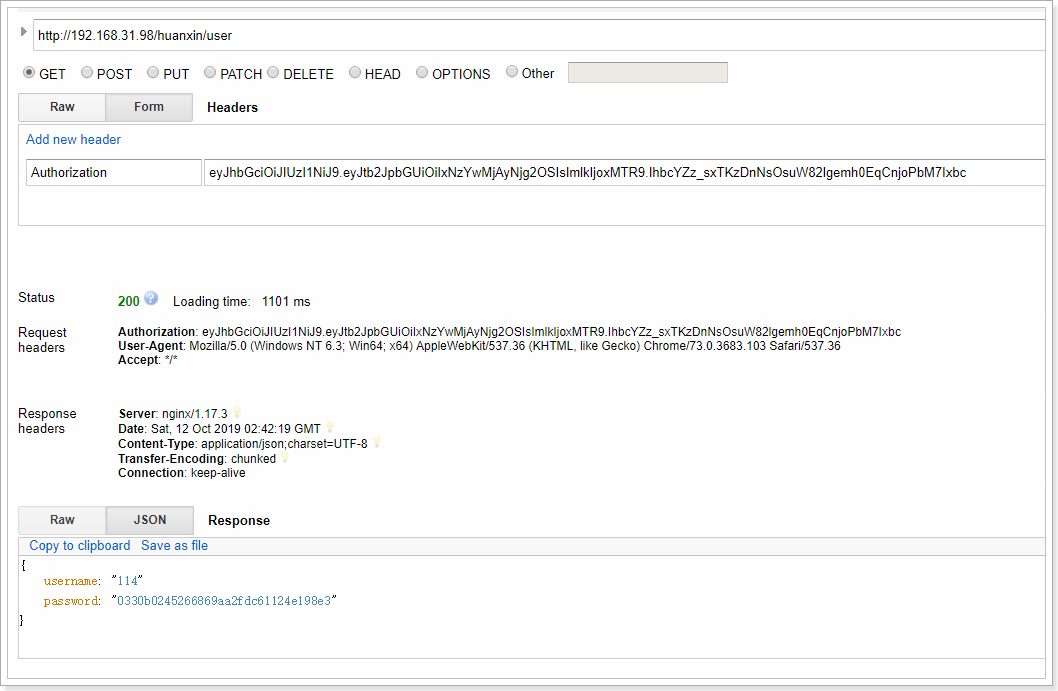 http://192.168.31.98/huanxin/user
GET POST PUT PATCH DELETE HEAD OPTIONS Other
Raw Form Headers
Add new header
Authorization eyJhbGciOiJIUzI1NiJ9.eyJtb2JpbGUiOiIxNzYwMjAyNjg2OSIsImlkIjoxMTR9.IhbcYZz_sxTKzDnNsOsuW82lgemh0EqCnjoPbM7Ixbc
Status 200 Loading time: 1101 ms
Request headers
Authorization: eyJhbGciOiJIUzI1NiJ9.eyJtb2JpbGUiOiIxNzYwMjAyNjg2OSIsImlkIjoxMTR9.IhbcYZz_sxTKzDnNsOsuW82lgemh0EqCnjoPbM7Ixbc
User-Agent: Mozilla/5.0 (Windows NT 6.3; Win64; x64) AppleWebKit/537.36 (KHTML, like Gecko) Chrome/73.0.3683.103 Safari/537.36
Accept: */*
Response headers
Server: nginx/1.17.3
Date: Sat, 12 Oct 2019 02:42:19 GMT
Content-Type: application/json;charset=UTF-8
Transfer-Encoding: chunked
Connection: keep-alive
Raw JSON Response
Copy to clipboard Save as file
{
username: "114"
password: "0330b0245266869aa2fdc61124e198e3"
}